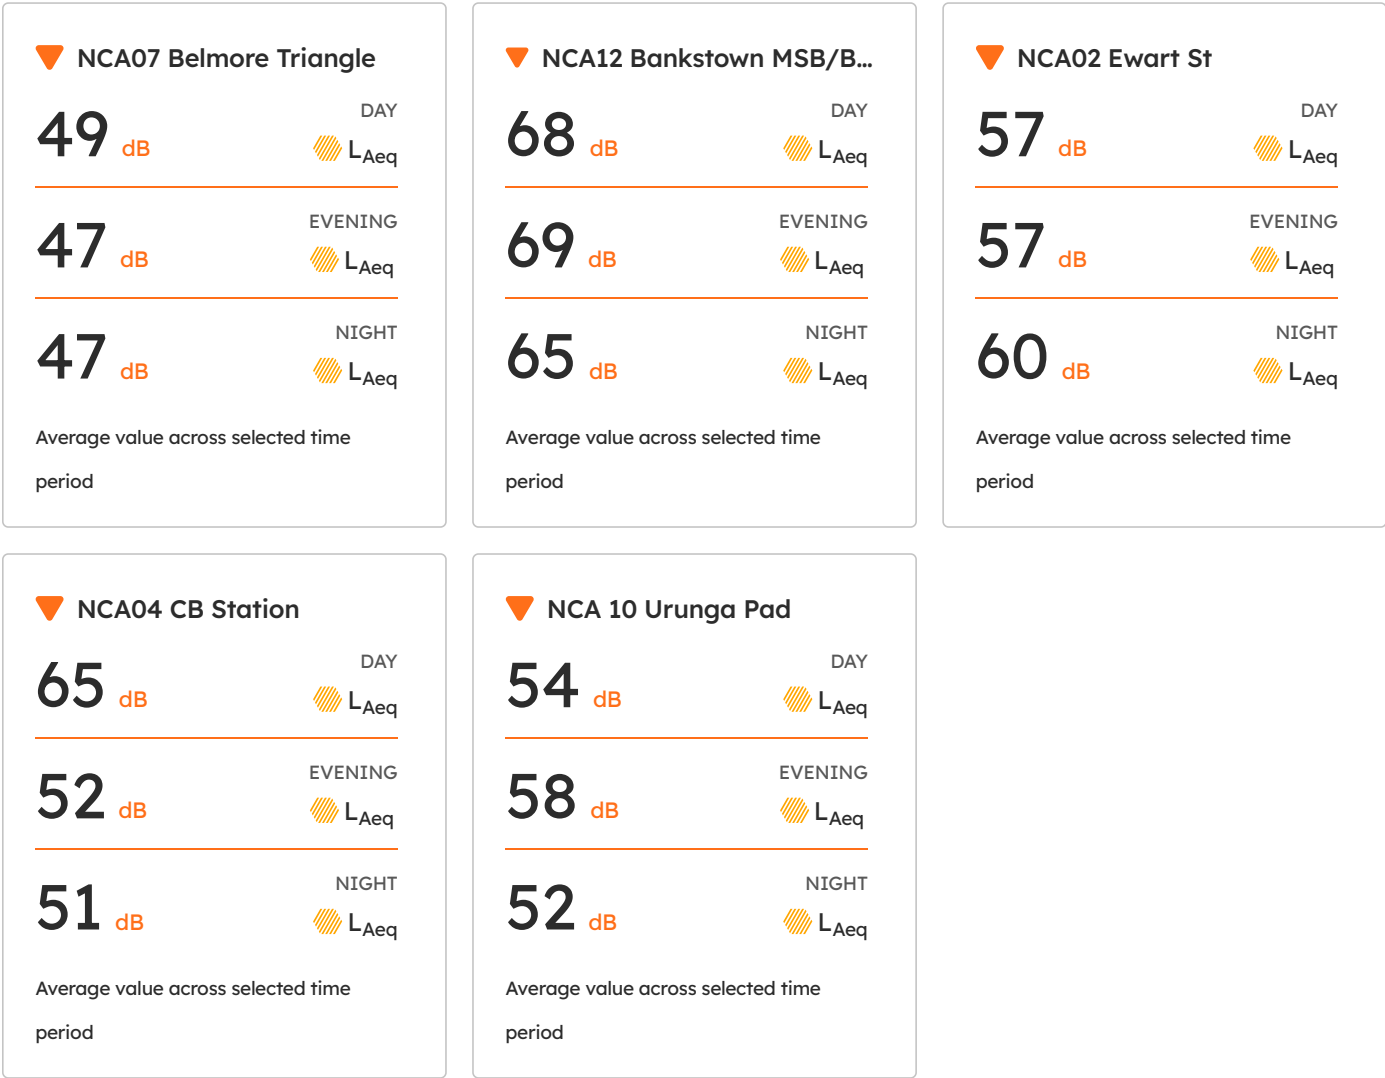 NCA07 Belmore Triangle
DAY
49 dB LAeq
EVENING
47 dB LAeq
NIGHT
47 dB LAeq
Average value across selected time
period
NCA12 Bankstown MSB/B...
DAY
68 dB LAeq
EVENING
69 dB LAeq
NIGHT
65 dB LAeq
Average value across selected time
period
NCA02 Ewart St
DAY
57 dB LAeq
EVENING
57 dB LAeq
NIGHT
60 dB LAeq
Average value across selected time
period
NCA04 CB Station
DAY
65 dB LAeq
EVENING
52 dB LAeq
NIGHT
51 dB LAeq
Average value across selected time
period
NCA 10 Urunga Pad
DAY
54 dB LAeq
EVENING
58 dB LAeq
NIGHT
52 dB LAeq
Average value across selected time
period